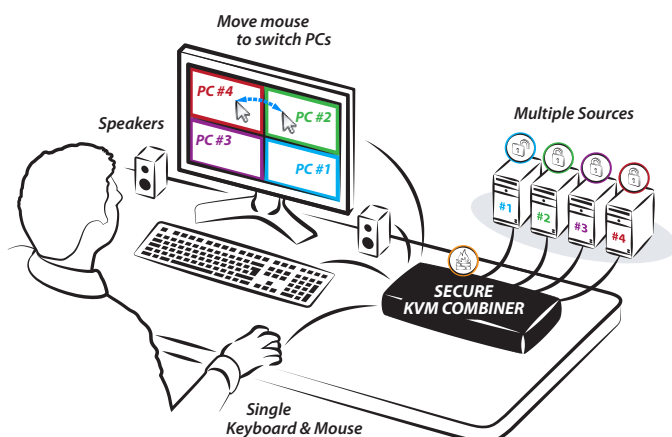 Move mouse
to switch PCs
PC #4
PC #2
PC #3
PC #1
Speakers
Multiple Sources
#1
#2
#3
#4
SECURE
KVM COMBINER
Single
Keyboard & Mouse